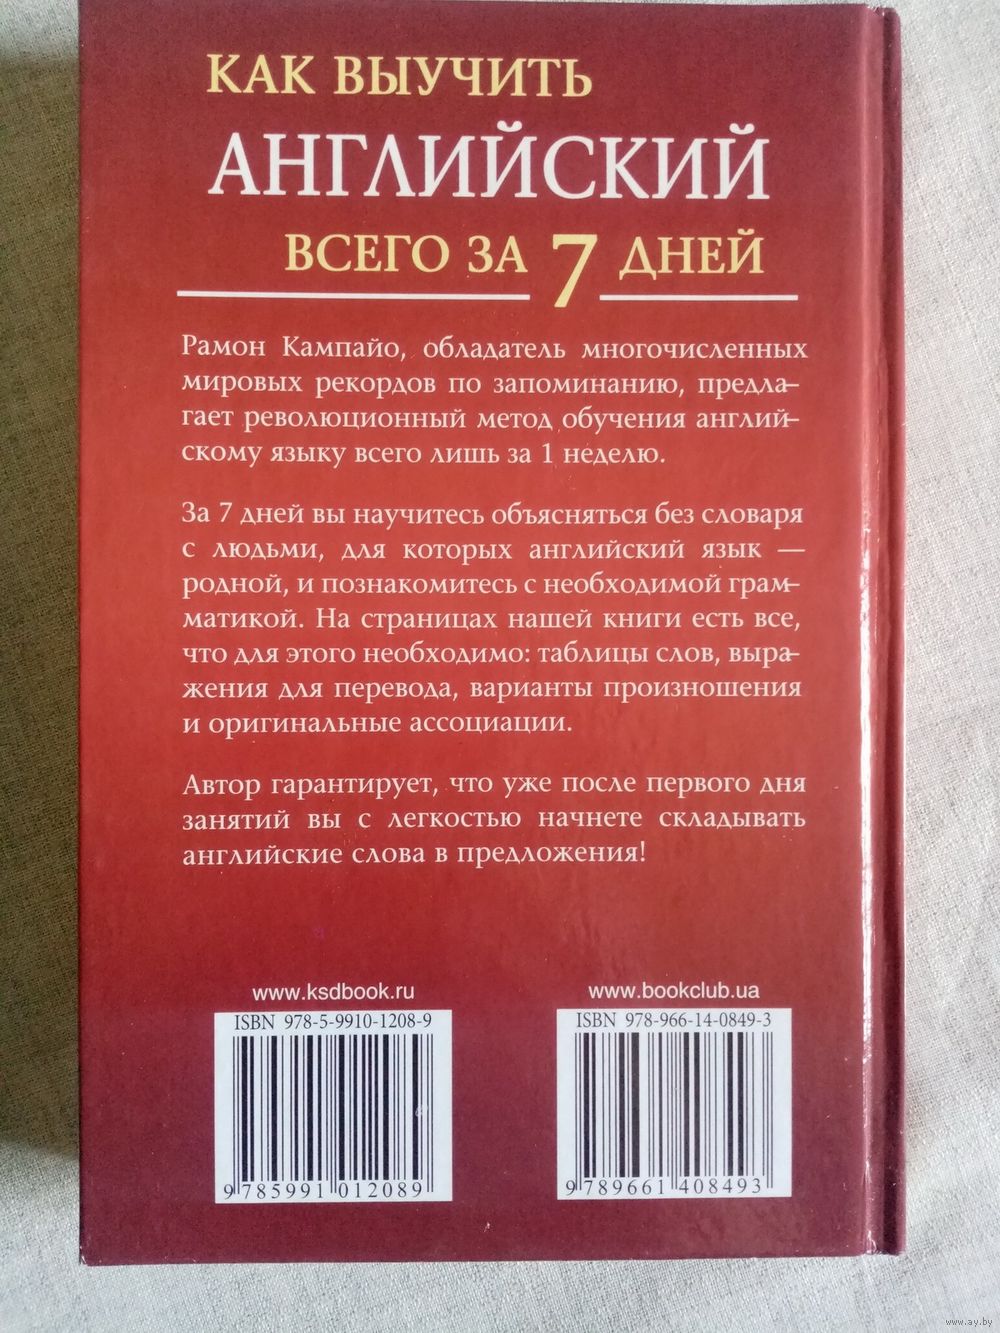 КАК ВЫУЧИТЬ
АНГЛИЙСКИЙ
ВСЕГО ЗА 7 ДНЕЙ
Рамон Кампайо, обладатель многочисленных
мировых рекордов по запоминанию, предла-
гает революционный метод обучения англий-
скому языку всего лишь за 1 неделю.
За 7 дней вы научитесь объясняться без словаря
с людьми, для которых английский язык —
родной, и познакомитесь с необходимой грам-
матикой. На страницах нашей книги есть все,
что для этого необходимо: таблицы слов, выра-
жения для перевода, варианты произношения
и оригинальные ассоциации.
Автор гарантирует, что уже после первого дня
занятий вы с легкостью начнете складывать
английские слова в предложения!
www.ksdbook.ru
ISBN 978-5-9910-1208-9
9 785991 012089
www.bookclub.ua
ISBN 978-966-14-0849-3
9 789661 408493
www.ay.by